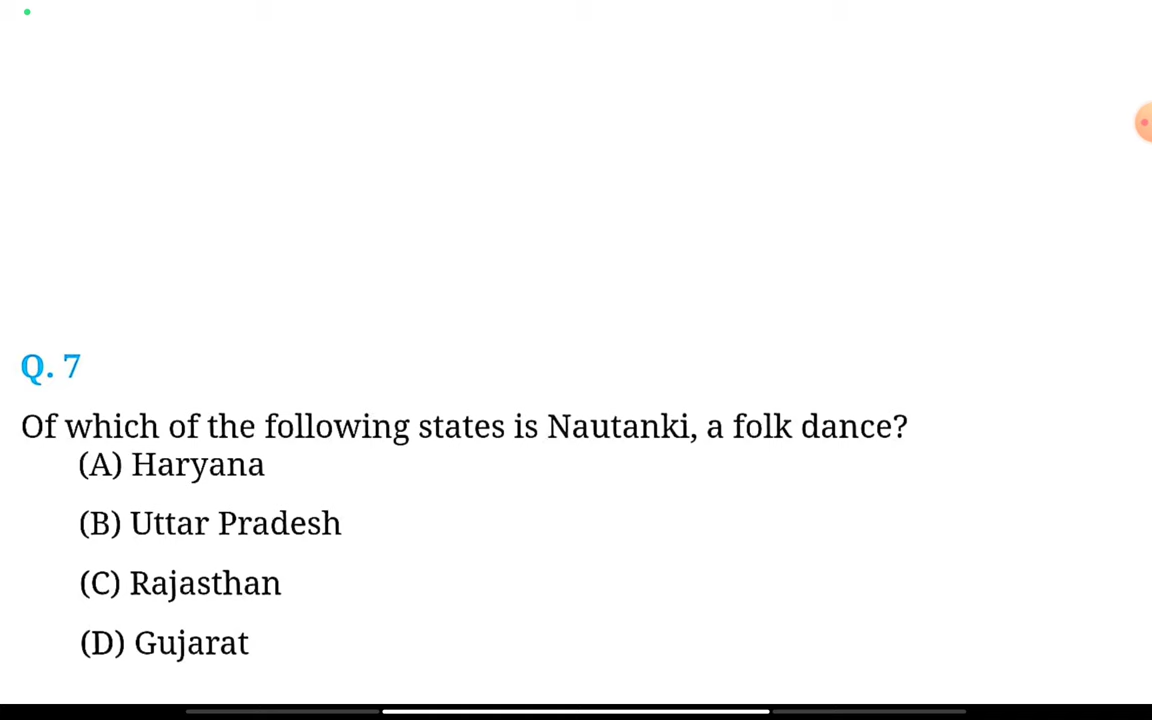 Q. 7
Of which of the following states is Nautanki, a folk dance?
(A) Haryana
(B) Uttar Pradesh
(C) Rajasthan
(D) Gujarat